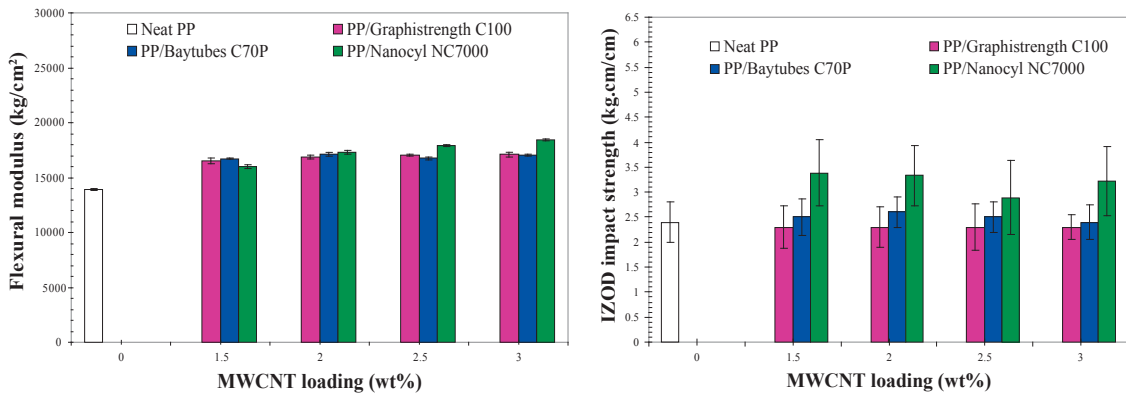 Neat PP
PP/Graphistrength C100
PP/Baytubes C70P
PP/Nanocyl NC7000
Flexural modulus (kg/cm²)
30000
25000
20000
15000
10000
5000
0
0 1.5 2 2.5 3
MWCNT loading (wt%)
Neat PP
PP/Graphistrength C100
PP/Baytubes C70P
PP/Nanocyl NC7000
IZOD impact strength (kg.cm/cm)
6.5
6
5.5
5
4.5
4
3.5
3
2.5
2
1.5
1
0.5
0
0 1.5 2 2.5 3
MWCNT loading (wt%)